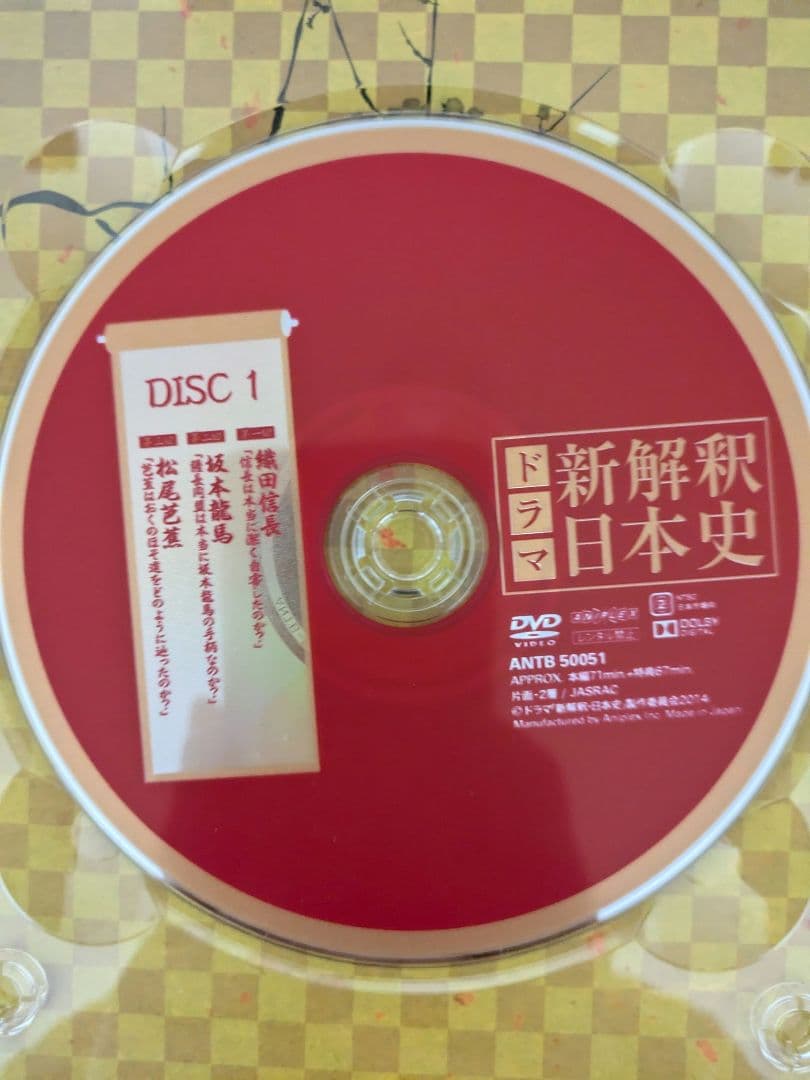 DISC 1
第一回
織田信長
「信長は本当に潔く自害したのか?」
第二回
坂本龍馬
「薩長同盟は本当に坂本龍馬の手柄なのか?」
第三回
松尾芭蕉
「芭蕉はおくのほそ道をどのように辿ったのか?」
ドラマ
新解釈
日本史
DVD
VIDEO
ANIPLEX
レンタル禁止
2
NTSC
日本市場向
DOLBY
DIGITAL
ANTB 50051
APPROX. 本編71min.+特典67min.
片面・2層 / JASRAC
©ドラマ「新解釈・日本史」製作委員会2014
Manufactured by Aniplex Inc. Made in Japan